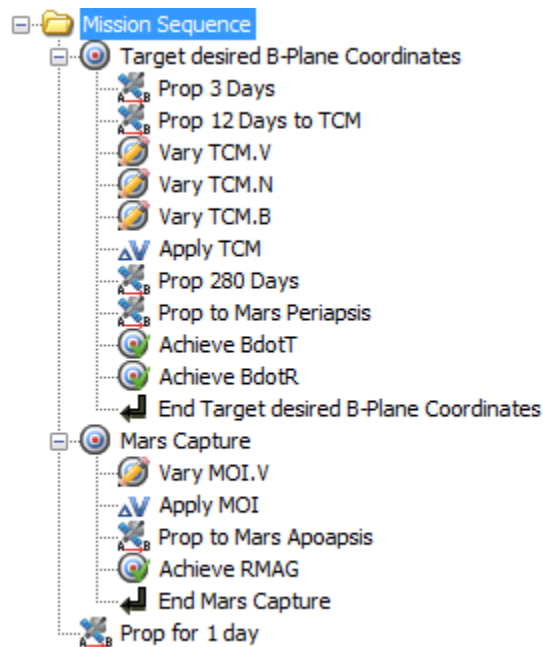 Mission Sequence
Target desired B-Plane Coordinates
Prop 3 Days
Prop 12 Days to TCM
Vary TCM.V
Vary TCM.N
Vary TCM.B
ΔV Apply TCM
Prop 280 Days
Prop to Mars Periapsis
Achieve BdotT
Achieve BdotR
End Target desired B-Plane Coordinates
Mars Capture
Vary MOI.V
ΔV Apply MOI
Prop to Mars Apoapsis
Achieve RMAG
End Mars Capture
Prop for 1 day